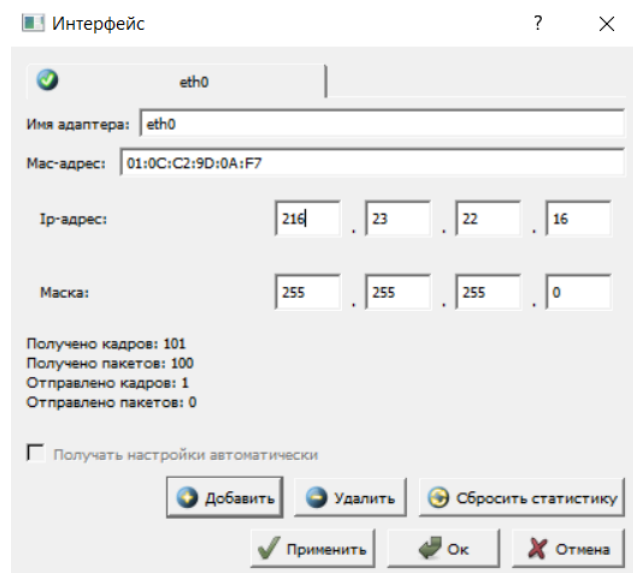 Интерфейс ?
eth0
Имя адаптера: eth0
Мас-адрес: 01:0C:C2:9D:0A:F7
Ip-адрес: 216 . 23 . 22 . 16
Маска: 255 . 255 . 255 . 0
Получено кадров: 101
Получено пакетов: 100
Отправлено кадров: 1
Отправлено пакетов: 0
Получать настройки автоматически
Добавить Удалить Сбросить статистику
Применить Ок Отмена